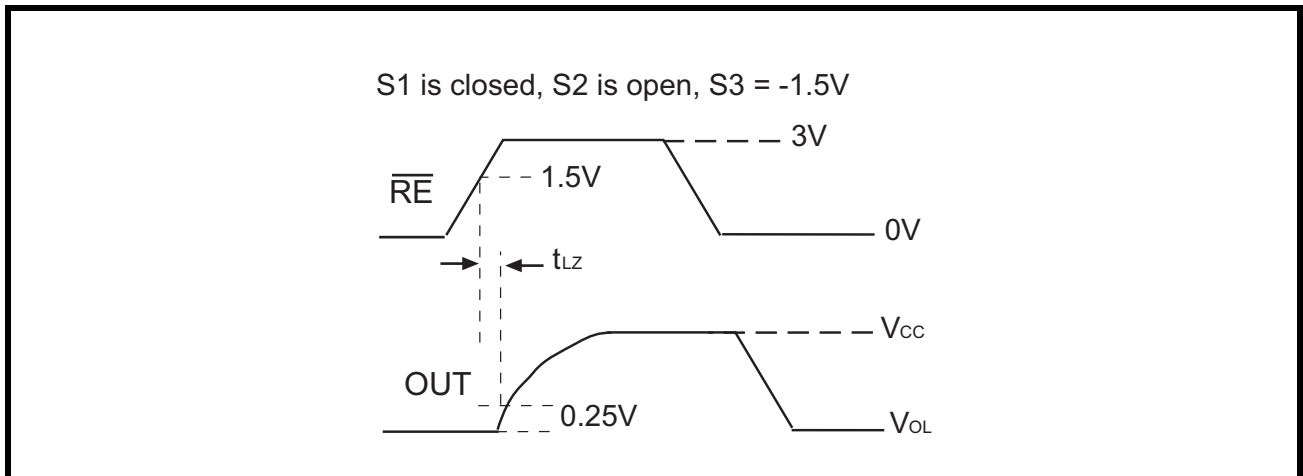 S1 is closed, S2 is open, S3 = -1.5V
3V
1.5V
RE
0V
tLZ
VCC
OUT
0.25V
VOL